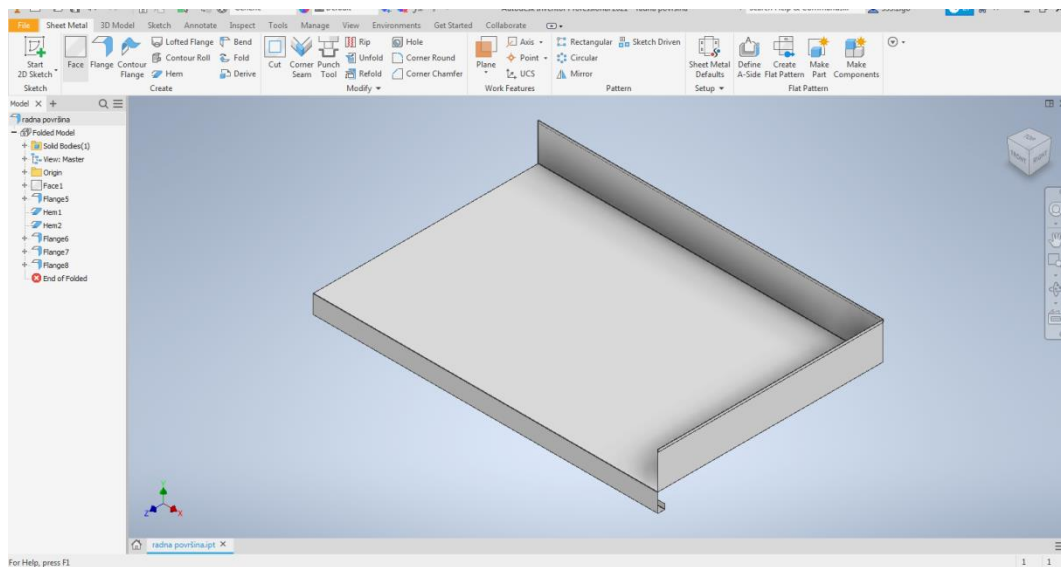 File Sheet Metal 3D Model Sketch Annotate Inspect Tools Manage View Environments Get Started Collaborate
Start
2D Sketch
Face
Flange
Contour
Flange
Lofted Flange
Contour Roll
Hem
Bend
Fold
Derive
Cut
Corner
Seam
Punch
Tool
Rip
Unfold
Refold
Hole
Corner Round
Corner Chamfer
Plane
Axis
Point
UCS
Rectangular
Circular
Mirror
Sketch Driven
Sheet Metal
Defaults
Define
A-Side
Create
Flat Pattern
Make
Part
Make
Components
Sketch Create Modify Work Features Pattern Setup Flat Pattern
Model
radna površina
Folded Model
Solid Bodies(1)
View: Master
Origin
Face1
Flange5
Hem1
Hem2
Flange6
Flange7
Flange8
End of Folded
TOP
FRONT
RIGHT
Y
Z
X
radna površina.ipt
For Help, press F1
1 1